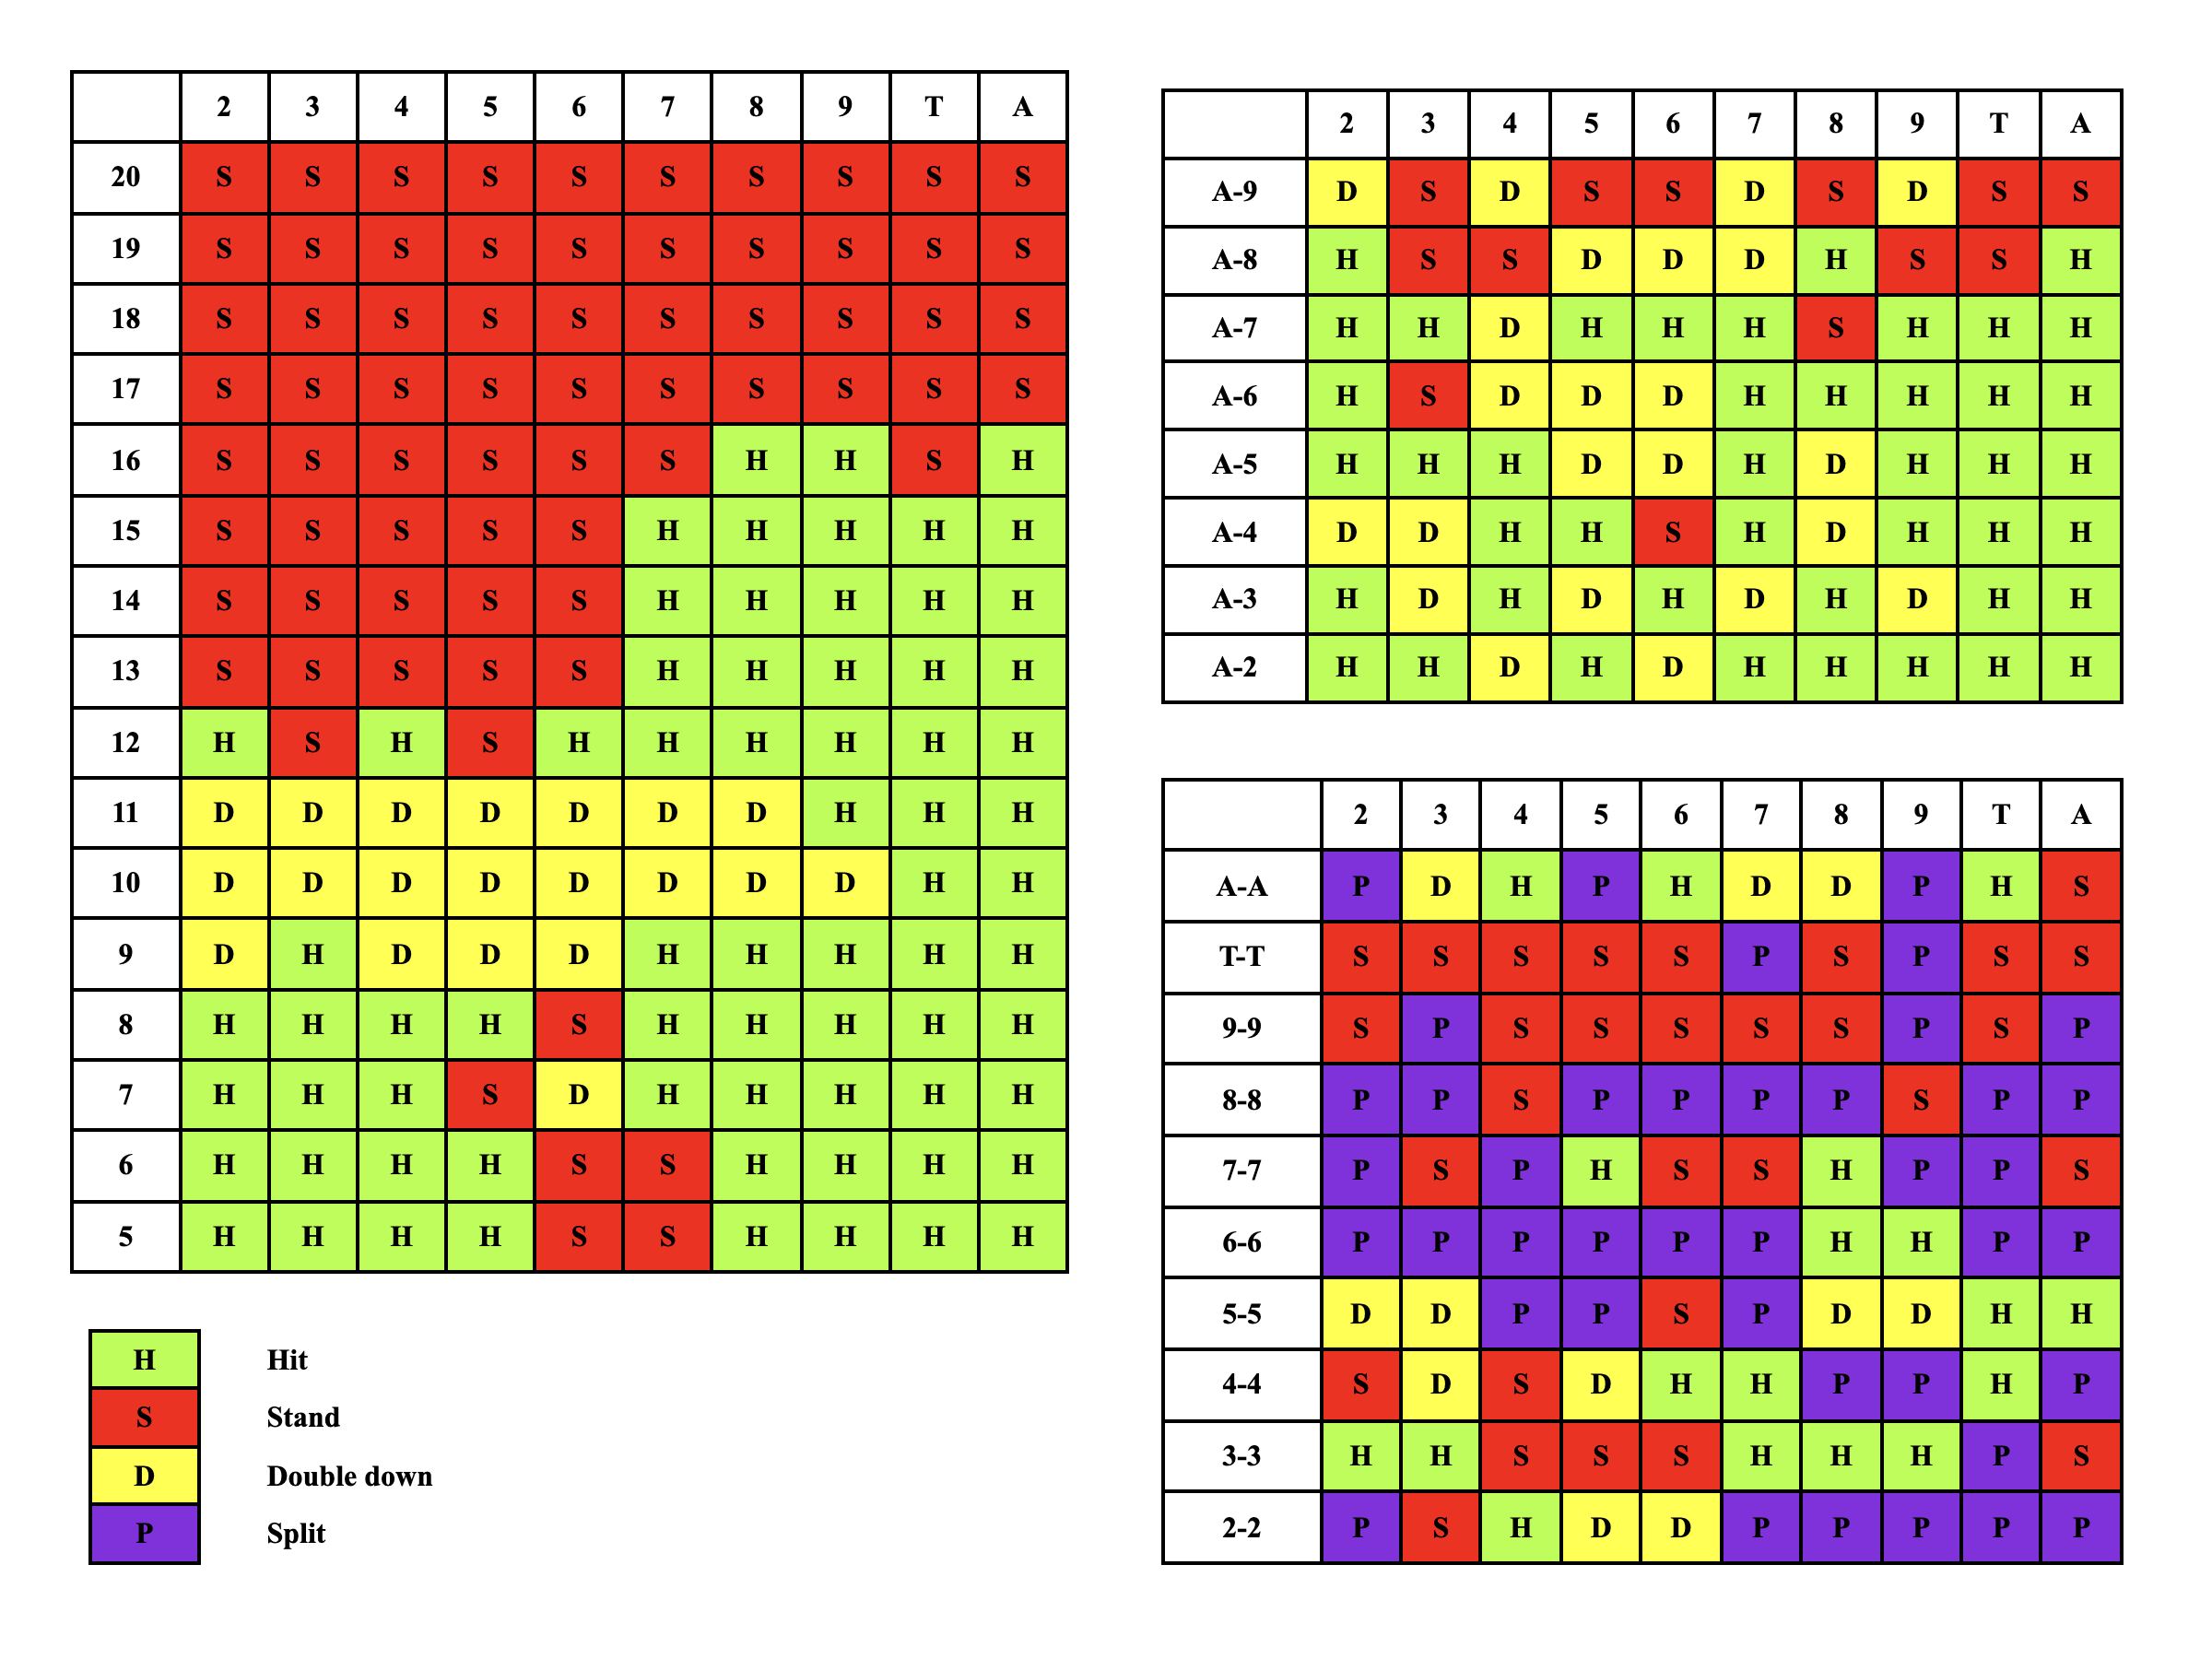 2 3 4 5 6 7 8 9 T A
20 S S S S S S S S S S
19 S S S S S S S S S S
18 S S S S S S S S S S
17 S S S S S S S S S S
16 S S S S S S H H S H
15 S S S S S H H H H H
14 S S S S S H H H H H
13 S S S S S H H H H H
12 H S H S H H H H H H
11 D D D D D D D H H H
10 D D D D D D D D H H
9 D H D D D H H H H H
8 H H H H S H H H H H
7 H H H S D H H H H H
6 H H H H S S H H H H
5 H H H H S S H H H H
H Hit
S Stand
D Double down
P Split
2 3 4 5 6 7 8 9 T A
A-9 D S D S S D S D S S
A-8 H S S D D D H S S H
A-7 H H D H H H S H H H
A-6 H S D D D H H H H H
A-5 H H H D D H D H H H
A-4 D D H H S H D H H H
A-3 H D H D H D H D H H
A-2 H H D H D H H H H H
2 3 4 5 6 7 8 9 T A
A-A P D H P H D D P H S
T-T S S S S S P S P S S
9-9 S P S S S S S P S P
8-8 P P S P P P P S P P
7-7 P S P H S S H P P S
6-6 P P P P P P H H P P
5-5 D D P P S P D D H H
4-4 S D S D H H P P H P
3-3 H H S S S H H H P S
2-2 P S H D D P P P P P